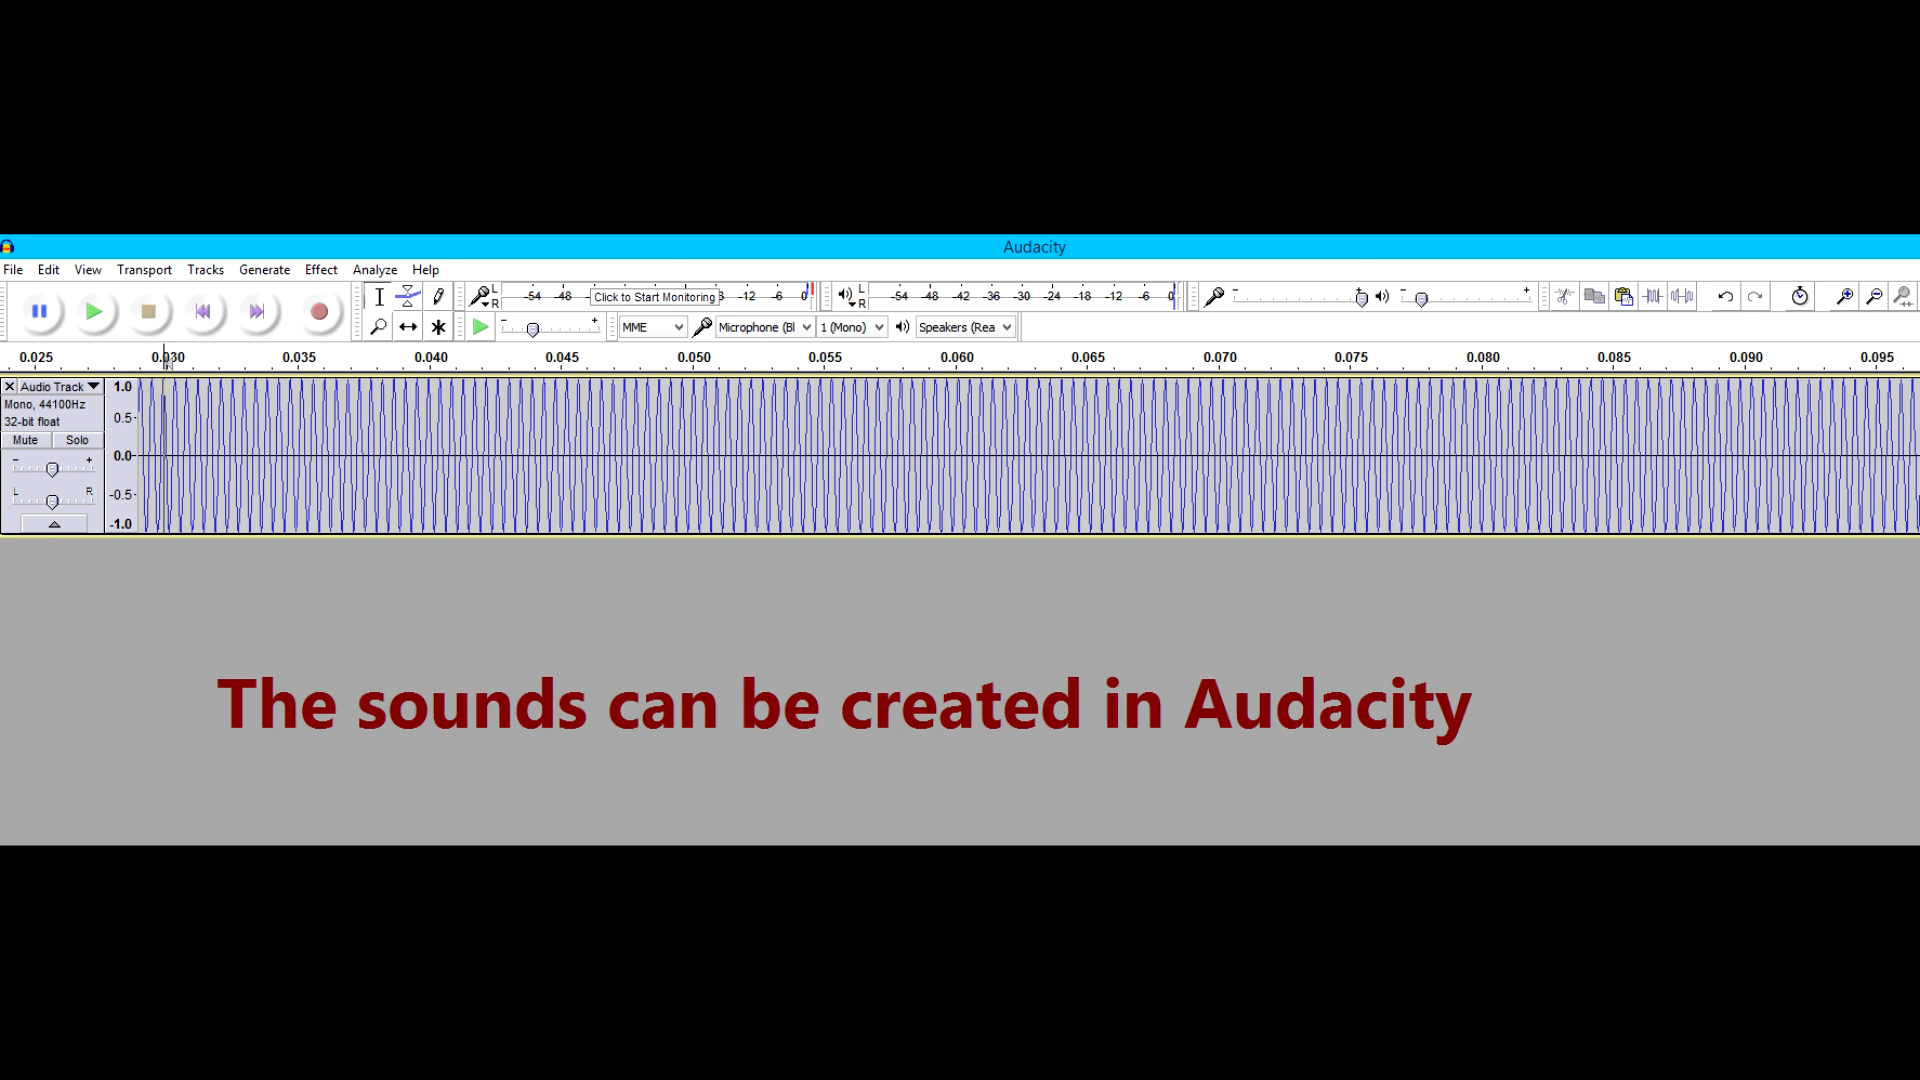 Audacity
File Edit View Transport Tracks Generate Effect Analyze Help
L R -54 -48 - Click to Start Monitoring 3 -12 -6 0 L R -54 -48 -42 -36 -30 -24 -18 -12 -6 0 - + - +
- + MME Microphone (Bl 1 (Mono) Speakers (Rea
0.025 0.030 0.035 0.040 0.045 0.050 0.055 0.060 0.065 0.070 0.075 0.080 0.085 0.090 0.095
Audio Track 1.0
Mono, 44100Hz
32-bit float 0.5
Mute Solo
- + 0.0
L R -0.5
-1.0
The sounds can be created in Audacity